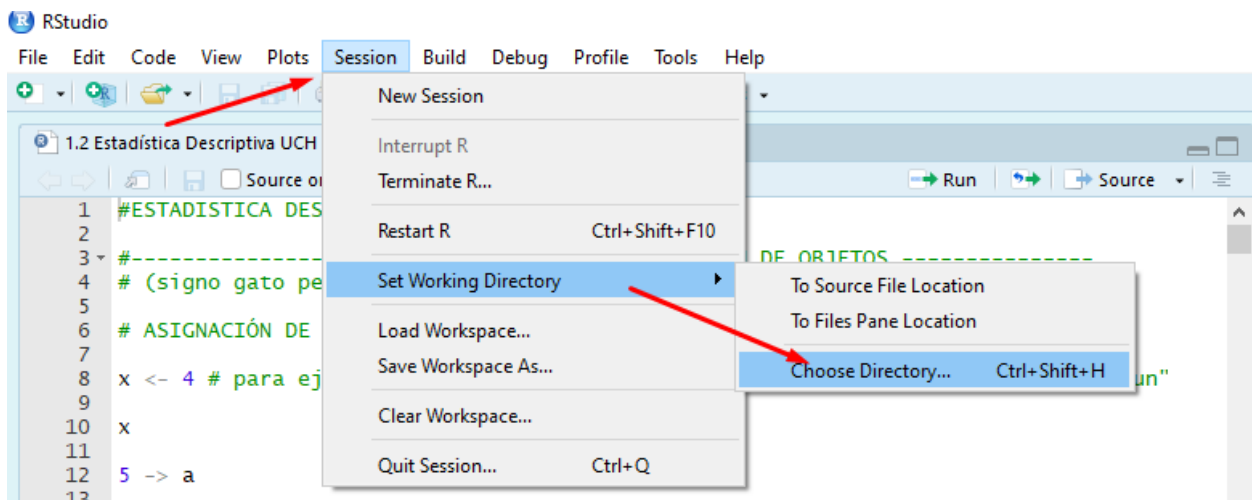 RStudio
File Edit Code View Plots Session Build Debug Profile Tools Help
1.2 Estadística Descriptiva UCH
Source Run Source
1 #ESTADISTICA DES
2
3 #--------------- DE OBJETOS ---------------
4 # (signo gato pe
5
6 # ASIGNACIÓN DE
7
8 x <- 4 # para ej un"
9
10 x
11
12 5 -> a
13
New Session
Interrupt R
Terminate R...
Restart R Ctrl+Shift+F10
Set Working Directory
Load Workspace...
Save Workspace As...
Clear Workspace...
Quit Session... Ctrl+Q
To Source File Location
To Files Pane Location
Choose Directory... Ctrl+Shift+H